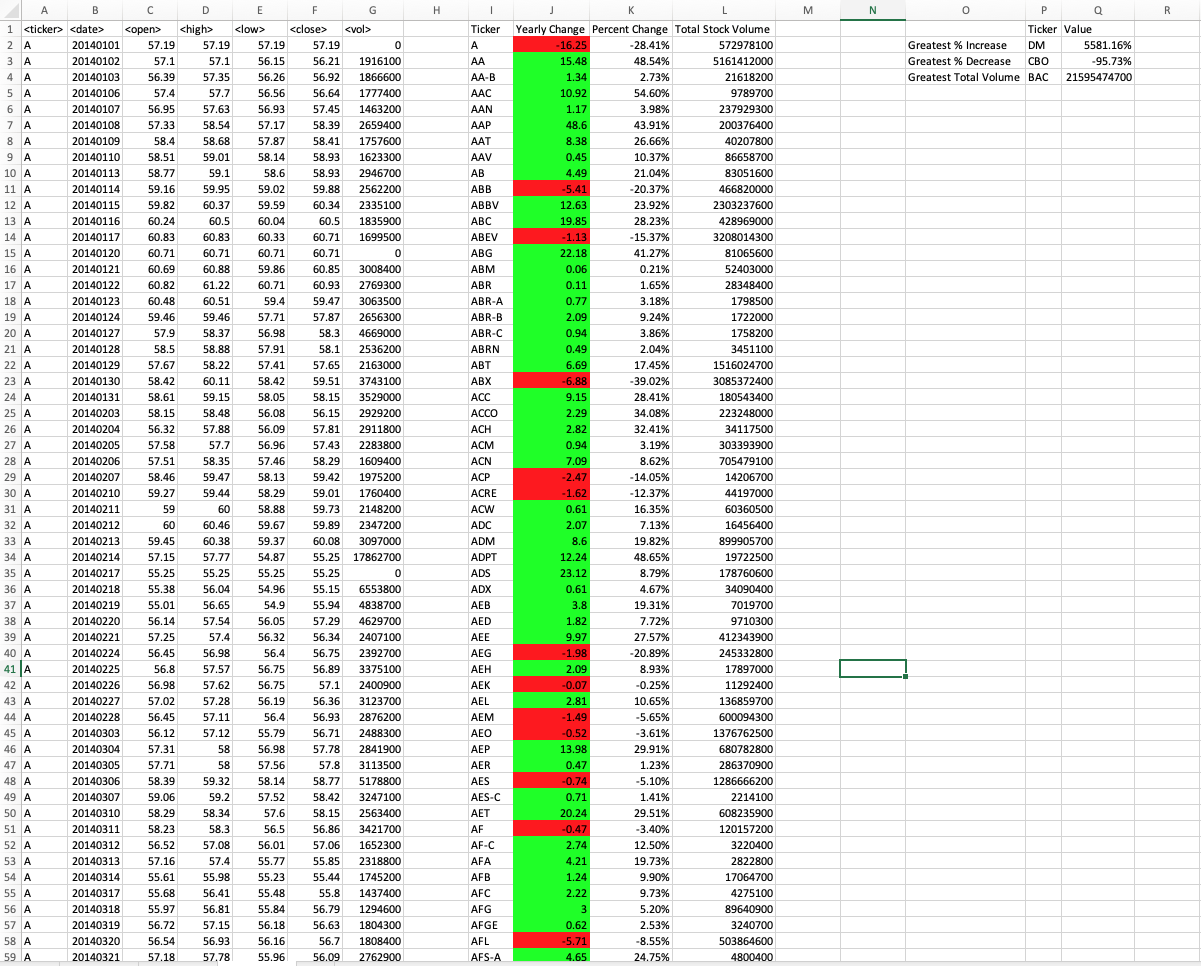 A B C D E F G H I J K L M N O P Q R
1 <ticker> <date> <open> <high> <low> <close> <vol> Ticker Yearly Change Percent Change Total Stock Volume Ticker Value
2 A 20140101 57.19 57.19 57.19 57.19 0 A -16.25 -28.41% 572978100 Greatest % Increase DM 5581.16%
3 A 20140102 57.1 57.1 56.15 56.21 1916100 AA 15.48 48.54% 5161412000 Greatest % Decrease CBO -95.73%
4 A 20140103 56.39 57.35 56.26 56.92 1866600 AA-B 1.34 2.73% 21618200 Greatest Total Volume BAC 21595474700
5 A 20140106 57.4 57.7 56.56 56.64 1777400 AAC 10.92 54.60% 9789700
6 A 20140107 56.95 57.63 56.93 57.45 1463200 AAN 1.17 3.98% 237929300
7 A 20140108 57.33 58.54 57.17 58.39 2659400 AAP 48.6 43.91% 200376400
8 A 20140109 58.4 58.68 57.87 58.41 1757600 AAT 8.38 26.66% 40207800
9 A 20140110 58.51 59.01 58.14 58.93 1623300 AAV 0.45 10.37% 86658700
10 A 20140113 58.77 59.1 58.6 58.93 2946700 AB 4.49 21.04% 83051600
11 A 20140114 59.16 59.95 59.02 59.88 2562200 ABB -5.41 -20.37% 466820000
12 A 20140115 59.82 60.37 59.59 60.34 2335100 ABBV 12.63 23.92% 2303237600
13 A 20140116 60.24 60.5 60.04 60.5 1835900 ABC 19.85 28.23% 428969000
14 A 20140117 60.83 60.83 60.33 60.71 1699500 ABEV -1.13 -15.37% 3208014300
15 A 20140120 60.71 60.71 60.71 60.71 0 ABG 22.18 41.27% 81065600
16 A 20140121 60.69 60.88 59.86 60.85 3008400 ABM 0.06 0.21% 52403000
17 A 20140122 60.82 61.22 60.71 60.93 2769300 ABR 0.11 1.65% 28348400
18 A 20140123 60.48 60.51 59.4 59.47 3063500 ABR-A 0.77 3.18% 1798500
19 A 20140124 59.46 59.46 57.71 57.87 2656300 ABR-B 2.09 9.24% 1722000
20 A 20140127 57.9 58.37 56.98 58.3 4669000 ABR-C 0.94 3.86% 1758200
21 A 20140128 58.5 58.88 57.91 58.1 2536200 ABRN 0.49 2.04% 3451100
22 A 20140129 57.67 58.22 57.41 57.65 2163000 ABT 6.69 17.45% 1516024700
23 A 20140130 58.42 60.11 58.42 59.51 3743100 ABX -6.88 -39.02% 3085372400
24 A 20140131 58.61 59.15 58.05 58.15 3529000 ACC 9.15 28.41% 180543400
25 A 20140203 58.15 58.48 56.08 56.15 2929200 ACCO 2.29 34.08% 223248000
26 A 20140204 56.32 57.88 56.09 57.81 2911800 ACH 2.82 32.41% 34117500
27 A 20140205 57.58 57.7 56.96 57.43 2283800 ACM 0.94 3.19% 303393900
28 A 20140206 57.51 58.35 57.46 58.29 1609400 ACN 7.09 8.62% 705479100
29 A 20140207 58.46 59.47 58.13 59.42 1975200 ACP -2.47 -14.05% 14206700
30 A 20140210 59.27 59.44 58.29 59.01 1760400 ACRE -1.62 -12.37% 44197000
31 A 20140211 59 60 58.88 59.73 2148200 ACW 0.61 16.35% 60360500
32 A 20140212 60 60.46 59.67 59.89 2347200 ADC 2.07 7.13% 16456400
33 A 20140213 59.45 60.38 59.37 60.08 3097000 ADM 8.6 19.82% 899905700
34 A 20140214 57.15 57.77 54.87 55.25 17862700 ADPT 12.24 48.65% 19722500
35 A 20140217 55.25 55.25 55.25 55.25 0 ADS 23.12 8.79% 178760600
36 A 20140218 55.38 56.04 54.96 55.15 6553800 ADX 0.61 4.67% 34090400
37 A 20140219 55.01 56.65 54.9 55.94 4838700 AEB 3.8 19.31% 7019700
38 A 20140220 56.14 57.54 56.05 57.29 4629700 AED 1.82 7.72% 9710300
39 A 20140221 57.25 57.4 56.32 56.34 2407100 AEE 9.97 27.57% 412343900
40 A 20140224 56.45 56.98 56.4 56.75 2392700 AEG -1.98 -20.89% 245332800
41 A 20140225 56.8 57.57 56.75 56.89 3375100 AEH 2.09 8.93% 17897000
42 A 20140226 56.98 57.62 56.75 57.1 2400900 AEK -0.07 -0.25% 11292400
43 A 20140227 57.02 57.28 56.19 56.36 3123700 AEL 2.81 10.65% 136859700
44 A 20140228 56.45 57.11 56.4 56.93 2876200 AEM -1.49 -5.65% 600094300
45 A 20140303 56.12 57.12 55.79 56.71 2488300 AEO -0.52 -3.61% 1376762500
46 A 20140304 57.31 58 56.98 57.78 2841900 AEP 13.98 29.91% 680782800
47 A 20140305 57.71 58 57.56 57.8 3113500 AER 0.47 1.23% 286370900
48 A 20140306 58.39 59.32 58.14 58.77 5178800 AES -0.74 -5.10% 1286666200
49 A 20140307 59.06 59.2 57.52 58.42 3247100 AES-C 0.71 1.41% 2214100
50 A 20140310 58.29 58.34 57.6 58.15 2563400 AET 20.24 29.51% 608235900
51 A 20140311 58.23 58.3 56.5 56.86 3421700 AF -0.47 -3.40% 120157200
52 A 20140312 56.52 57.08 56.01 57.06 1652300 AF-C 2.74 12.50% 3220400
53 A 20140313 57.16 57.4 55.77 55.85 2318800 AFA 4.21 19.73% 2822800
54 A 20140314 55.61 55.98 55.23 55.44 1745200 AFB 1.24 9.90% 17064700
55 A 20140317 55.68 56.41 55.48 55.8 1437400 AFC 2.22 9.73% 4275100
56 A 20140318 55.97 56.81 55.84 56.79 1294600 AFG 3 5.20% 89640900
57 A 20140319 56.72 57.15 56.18 56.63 1804300 AFGE 0.62 2.53% 3240700
58 A 20140320 56.54 56.93 56.16 56.7 1808400 AFL -5.71 -8.55% 503864600
59 A 20140321 57.18 57.78 55.96 56.09 2762900 AFS-A 4.65 24.75% 4800400